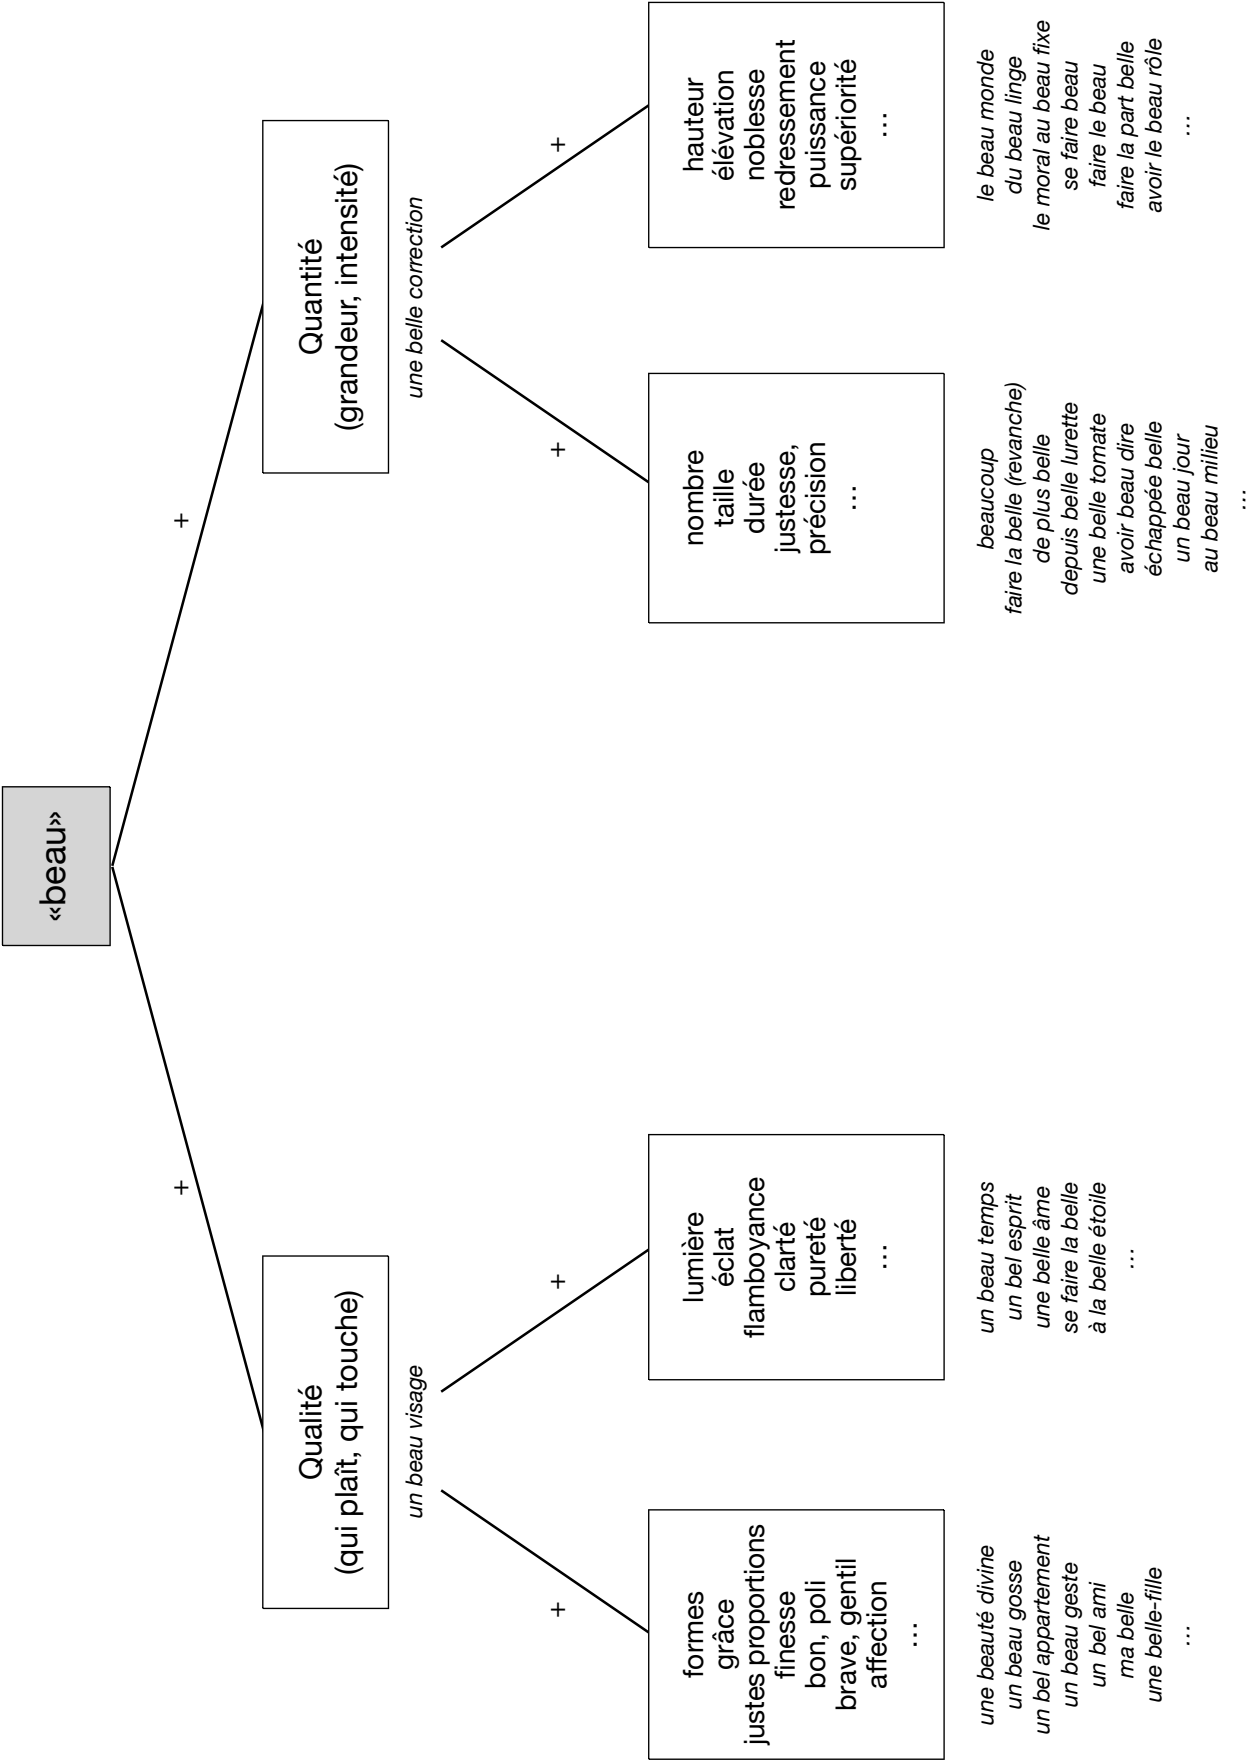 «beau»
+
+
Qualité
(qui plaît, qui touche)
un beau visage
Quantité
(grandeur, intensité)
une belle correction
+
+
+
+
formes
grâce
justes proportions
finesse
bon, poli
brave, gentil
affection
…
une beauté divine
un beau gosse
un bel appartement
un beau geste
un bel ami
ma belle
une belle-fille
…
lumière
éclat
flamboyance
clarté
pureté
liberté
…
un beau temps
un bel esprit
une belle âme
se faire la belle
à la belle étoile
…
nombre
taille
durée
justesse,
précision
…
beaucoup
faire la belle (revanche)
de plus belle
depuis belle lurette
une belle tomate
avoir beau dire
échappée belle
un beau jour
au beau milieu
…
hauteur
élévation
noblesse
redressement
puissance
supériorité
…
le beau monde
du beau linge
le moral au beau fixe
se faire beau
faire le beau
faire la part belle
avoir le beau rôle
…